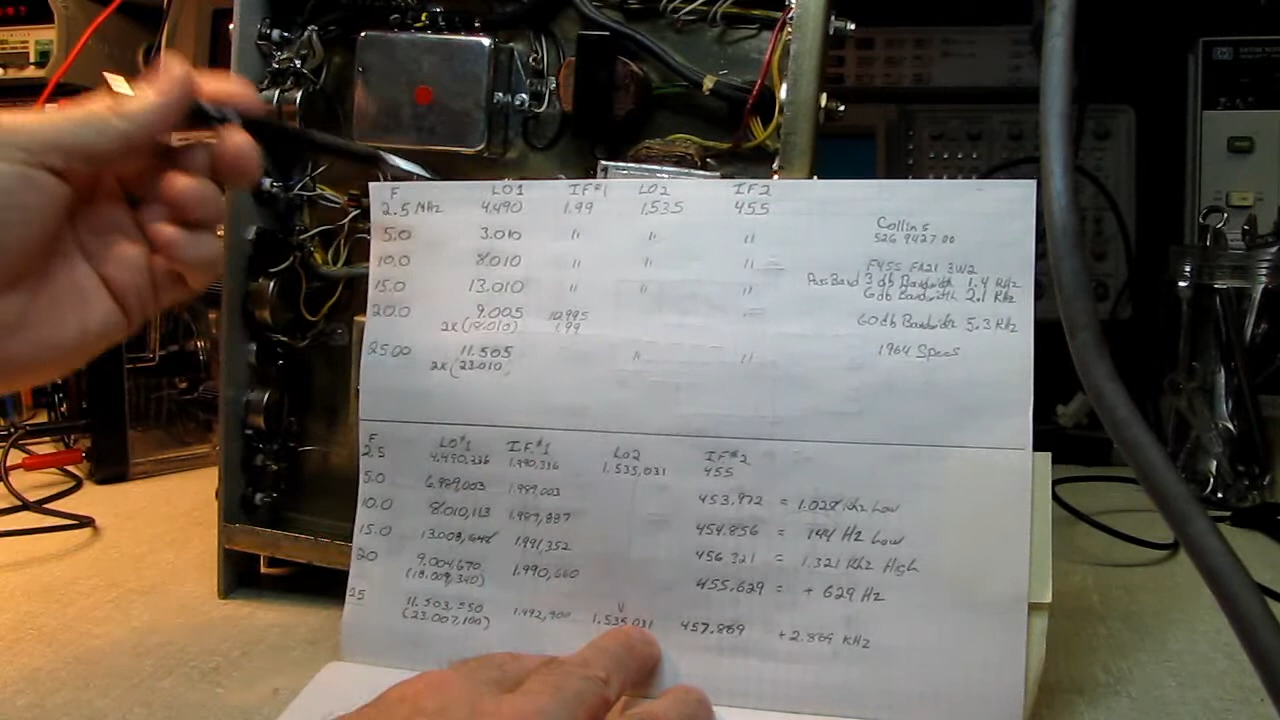 F LO1 IF#1 LO2 IF2
2.5 MHz 4.490 1.99 1.535 455
5.0 3.010 " " "
10.0 8.010 " " "
15.0 13.010 " " "
20.0 9.005 10.995 "
2x(18.010) 1.99
25.00 11.505 " "
2x(23.010)
Collins
526 9427 00
F455 FA21 3W2
Pass Band 3 db Bandwidth 1.4 KHz
6db Bandwidth 2.1 KHz
60db Bandwidth 5.3 KHz
1964 Specs
F LO#1 IF#1 LO2 IF#2
2.5 4.490,336 1.990,336 1.535,031 455
5.0 6.989,003 1.989,003 453.972 = 1.028 KHz Low
10.0 8.010,113 1.989,887 454.856 = 144 Hz Low
15.0 13.008,648 1.991,352 456 321 = 1.321 KHz High
20 9.004,670 1.990,660 455.629 = + 629 Hz
(18.009,340)
25 11.503,550 1.992,900 1.535,031 457.869 +2.869 KHz
(23.007,100)